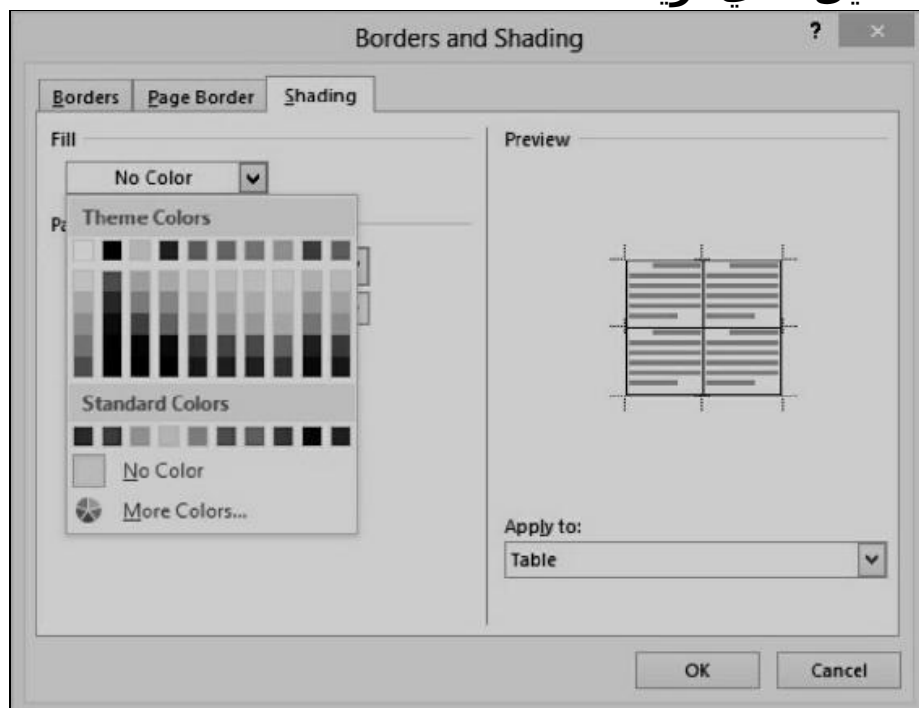 Borders and Shading
?
Borders
Page Border
Shading
Fill
Preview
No Color
Theme Colors
Pa
Standard Colors
No Color
More Colors...
Apply to:
Table
OK
Cancel